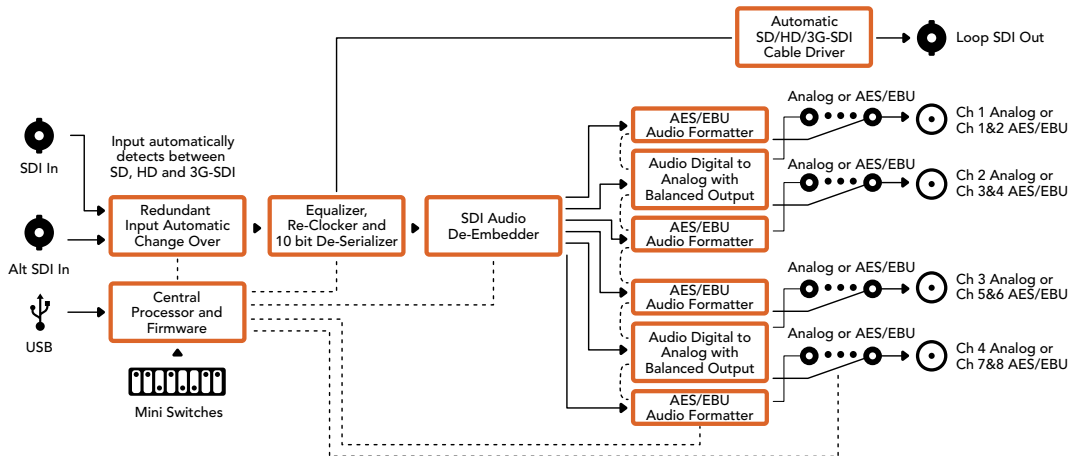 Automatic
SD/HD/3G-SDI
Cable Driver
Loop SDI Out
SDI In
Input automatically
detects between
SD, HD and 3G-SDI
Alt SDI In
Redundant
Input Automatic
Change Over
Equalizer,
Re-Clocker and
10 bit De-Serializer
SDI Audio
De-Embedder
USB
Central
Processor and
Firmware
Mini Switches
AES/EBU
Audio Formatter
Audio Digital to
Analog with
Balanced Output
AES/EBU
Audio Formatter
AES/EBU
Audio Formatter
Audio Digital to
Analog with
Balanced Output
AES/EBU
Audio Formatter
Analog or AES/EBU
Ch 1 Analog or
Ch 1&2 AES/EBU
Analog or AES/EBU
Ch 2 Analog or
Ch 3&4 AES/EBU
Analog or AES/EBU
Ch 3 Analog or
Ch 5&6 AES/EBU
Analog or AES/EBU
Ch 4 Analog or
Ch 7&8 AES/EBU